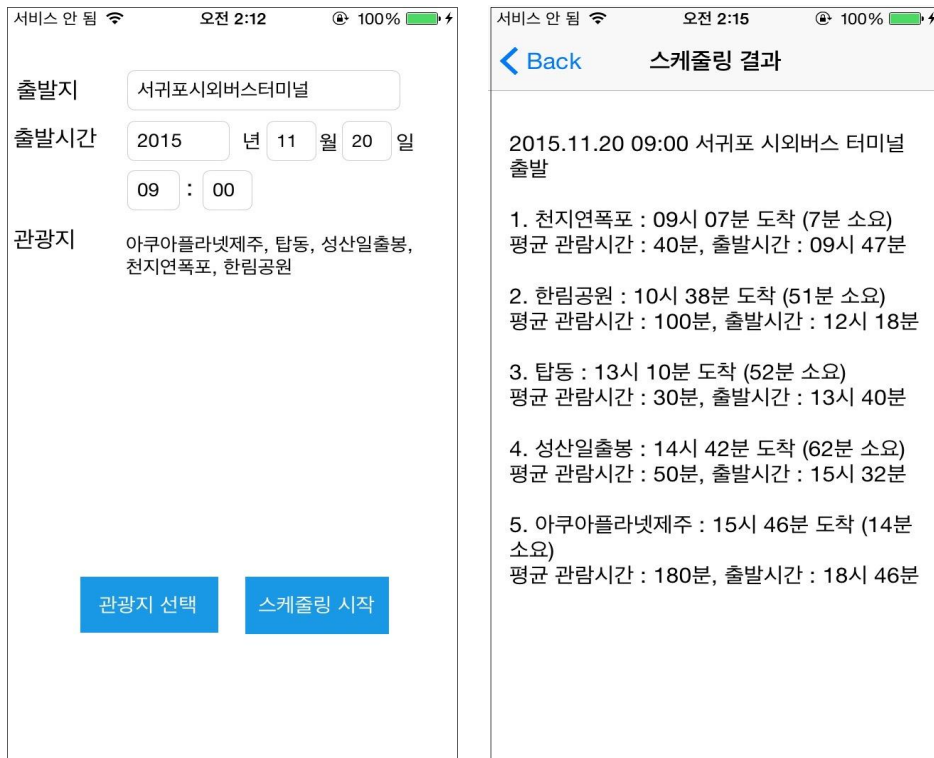 서비스 안 됨 오전 2:12 100%
출발지 서귀포시외버스터미널
출발시간 2015 년 11 월 20 일
09 : 00
관광지 아쿠아플라넷제주, 탑동, 성산일출봉,
천지연폭포, 한림공원
관광지 선택 스케줄링 시작
서비스 안 됨 오전 2:15 100%
Back 스케줄링 결과
2015.11.20 09:00 서귀포 시외버스 터미널
출발
1. 천지연폭포 : 09시 07분 도착 (7분 소요)
평균 관람시간 : 40분, 출발시간 : 09시 47분
2. 한림공원 : 10시 38분 도착 (51분 소요)
평균 관람시간 : 100분, 출발시간 : 12시 18분
3. 탑동 : 13시 10분 도착 (52분 소요)
평균 관람시간 : 30분, 출발시간 : 13시 40분
4. 성산일출봉 : 14시 42분 도착 (62분 소요)
평균 관람시간 : 50분, 출발시간 : 15시 32분
5. 아쿠아플라넷제주 : 15시 46분 도착 (14분
소요)
평균 관람시간 : 180분, 출발시간 : 18시 46분